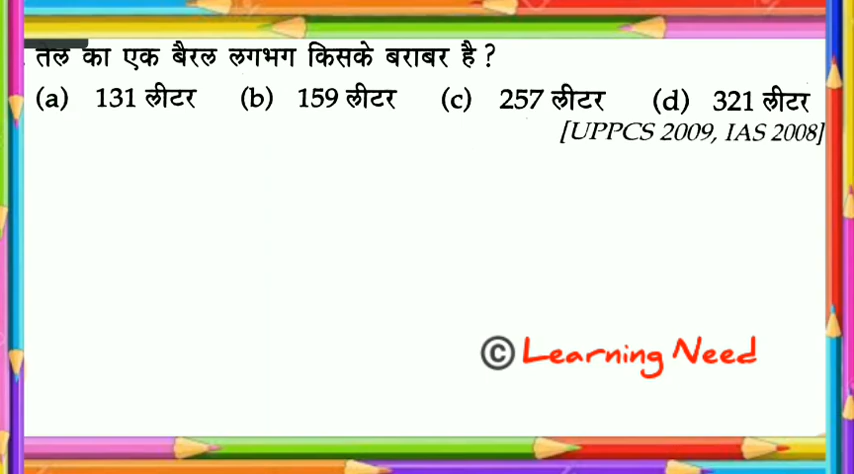 तेल का एक बैरल लगभग किसके बराबर है ?
(a) 131 लीटर (b) 159 लीटर (c) 257 लीटर (d) 321 लीटर
[UPPCS 2009, IAS 2008]
© Learning Need